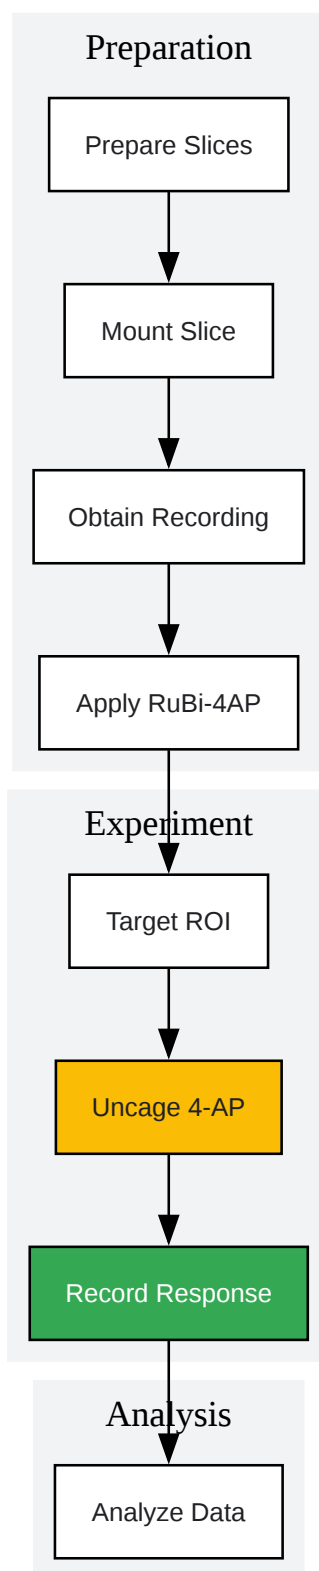 Preparation
Prepare Slices
Mount Slice
Obtain Recording
Apply RuBi-4AP
Experiment
Target ROI
Uncage 4-AP
Record Response
Analysis
Analyze Data